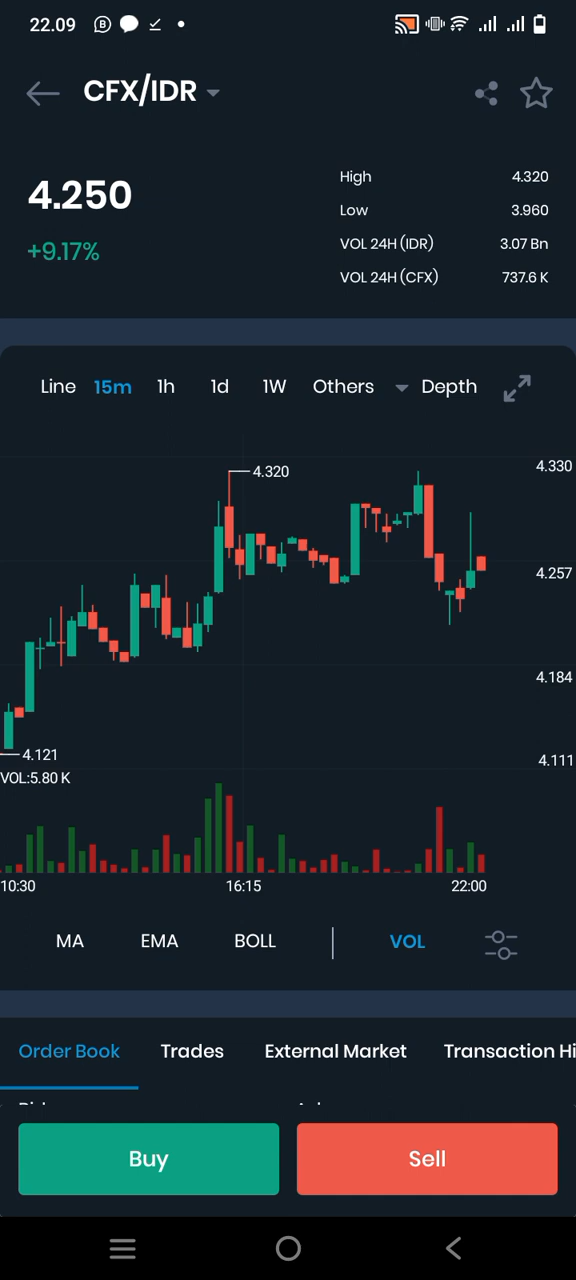 22.09
CFX/IDR
4.250
+9.17%
High 4.320
Low 3.960
VOL 24H (IDR) 3.07 Bn
VOL 24H (CFX) 737.6 K
Line 15m 1h 1d 1W Others Depth
4.330
4.320
4.257
4.184
4.121
4.111
VOL:5.80 K
10:30 16:15 22:00
MA EMA BOLL VOL
Order Book Trades External Market Transaction Hi
Buy Sell